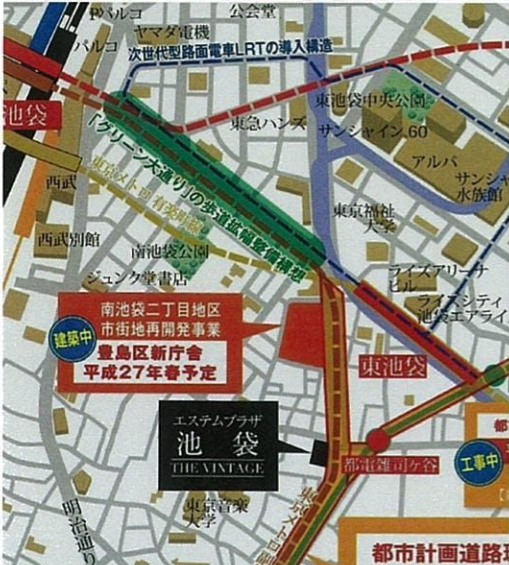 Pパルコ
公会堂
パルコ
ヤマダ電機
次世代型路面電車LRTの導入構造
池袋
東池袋中央公園
東急ハンズ
サンシャイン60
「グリーン大通り」の歩道拡幅整備構想
アルパ
サンシャ
水族館
東京メトロ有楽町線
西武
東京福祉
大学
西武別館
南池袋公園
ジュンク堂書店
ライズアリーナ
ビル
ライズシティ
池袋エアライ
南池袋二丁目地区
市街地再開発事業
建築中
豊島区新庁舎
平成27年春予定
東池袋
エステムプラザ
池袋
THE VINTAGE
都電雑司ケ谷
工事中
東京音楽
大学
明治通り
東京メトロ
都市計画道路